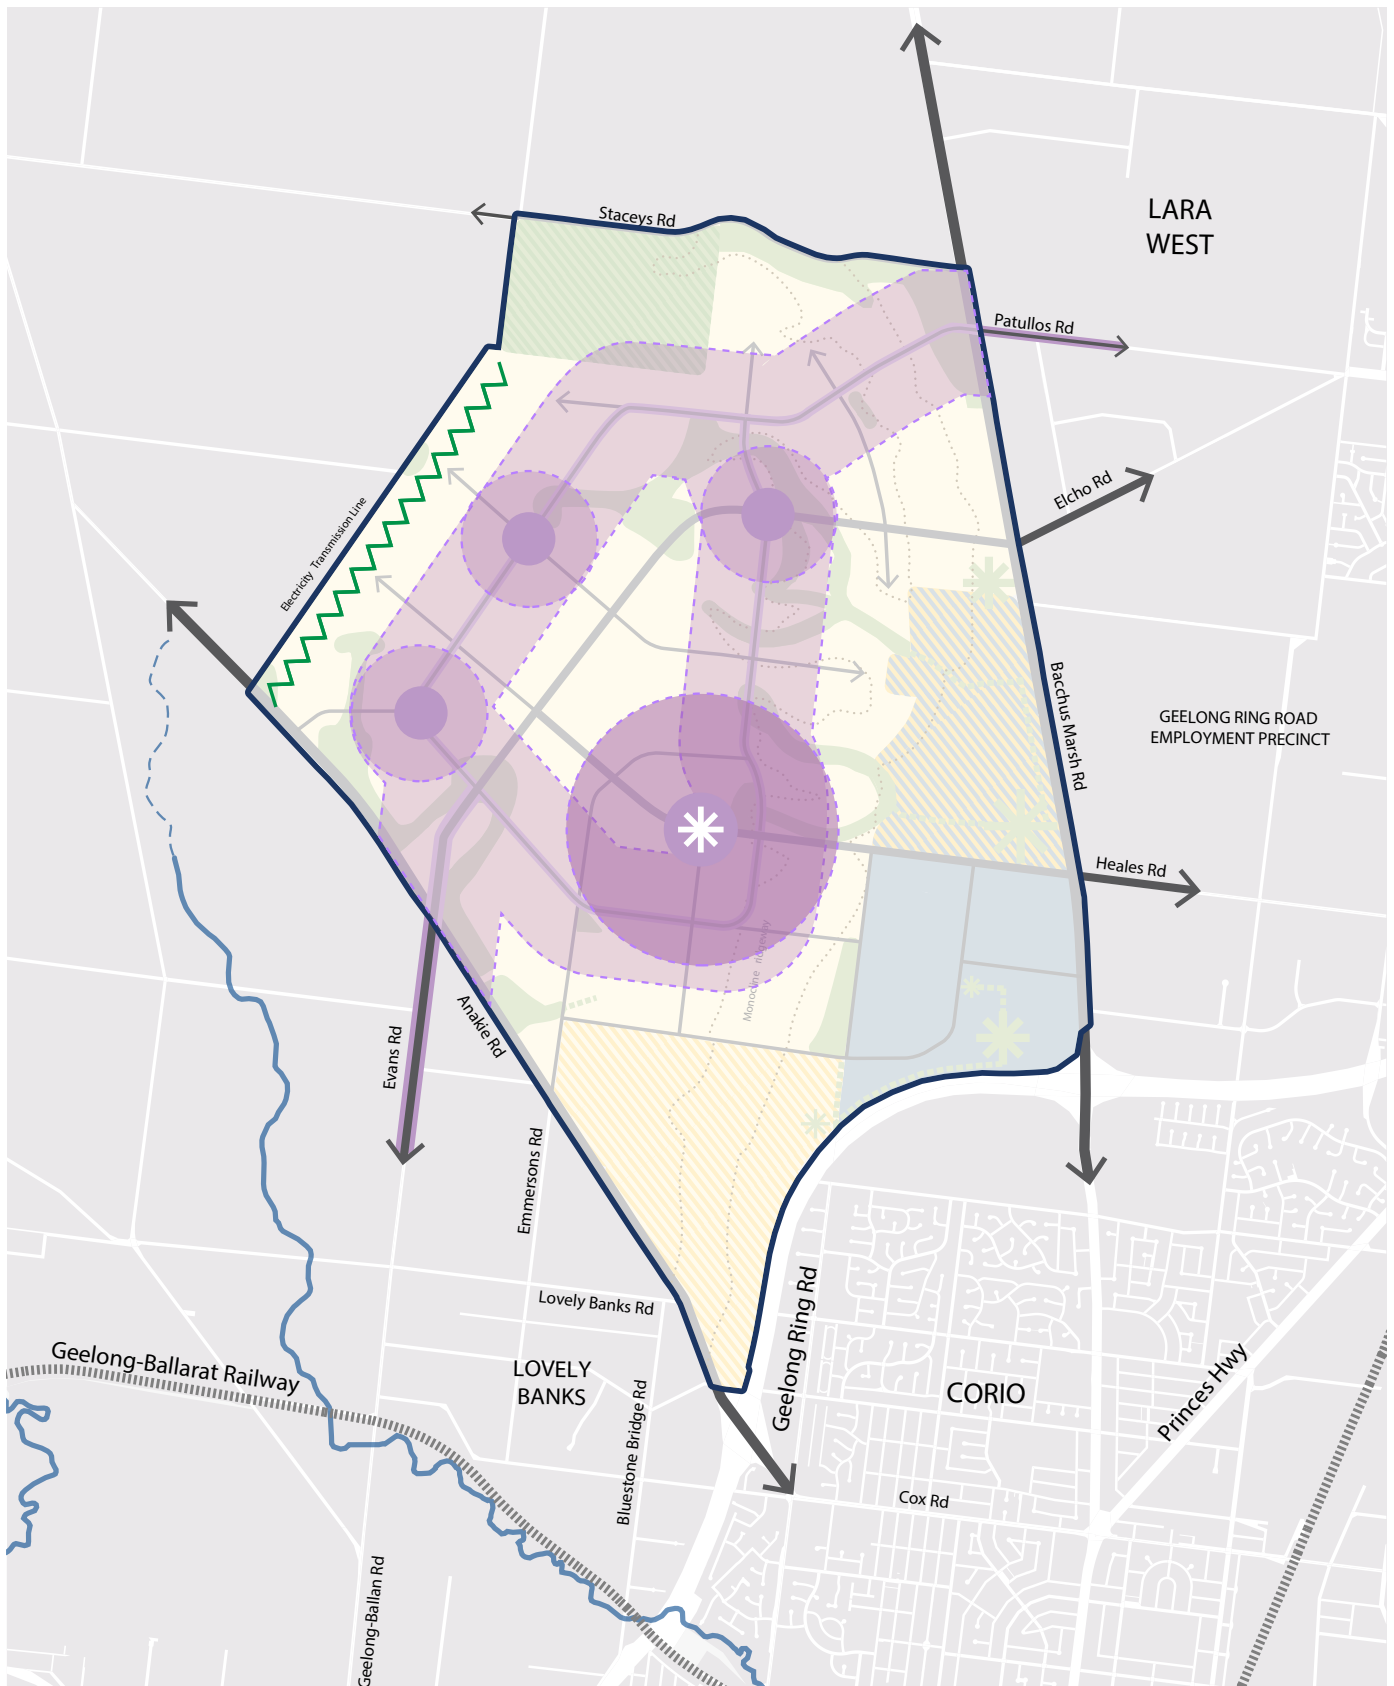 LARA
WEST
Staceys Rd
Patullos Rd
Elcho Rd
Electricity Transmission Line
Bacchus Marsh Rd
GEELONG RING ROAD
EMPLOYMENT PRECINCT
Heales Rd
Monocline ridgeway
Anakie Rd
Evans Rd
Emmersons Rd
Lovely Banks Rd
Geelong Ring Rd
Geelong-Ballarat Railway
LOVELY
BANKS
CORIO
Princes Hwy
Bluestone Bridge Rd
Cox Rd
Geelong-Ballan Rd